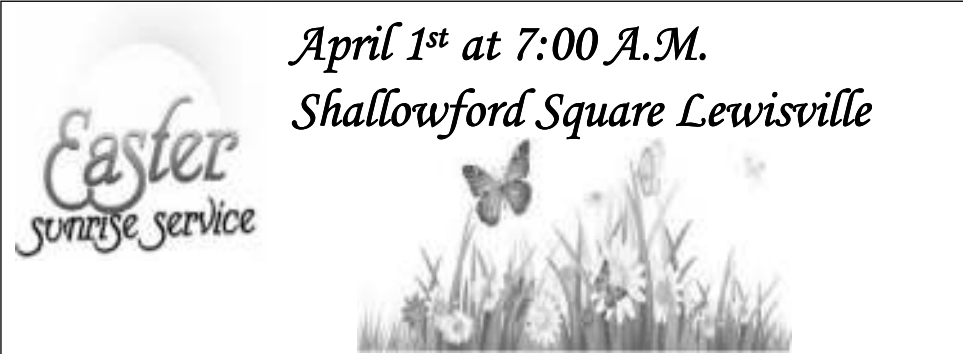 Easter
sunrise service
April 1st at 7:00 A.M.
Shallowford Square Lewisville